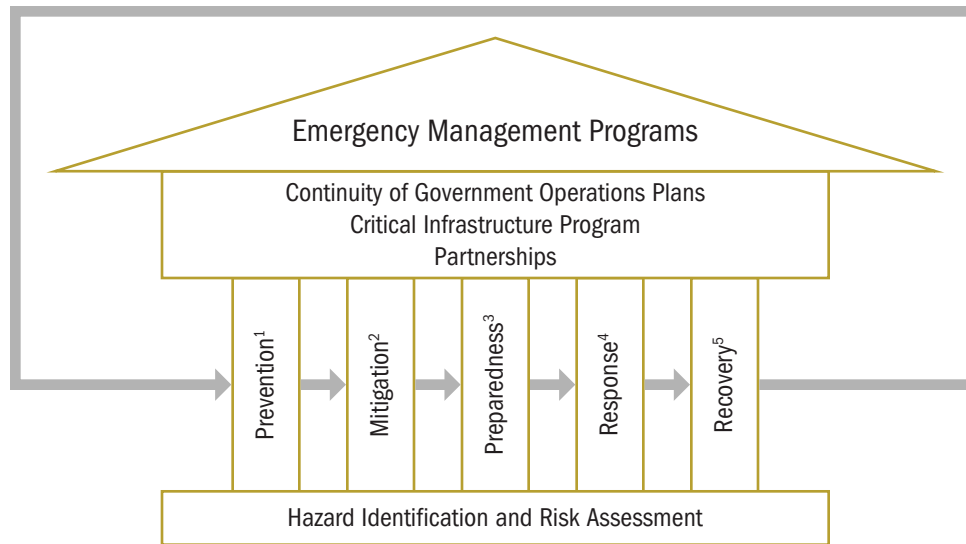 Emergency Management Programs
Continuity of Government Operations Plans
Critical Infrastructure Program
Partnerships
Prevention¹
Mitigation²
Preparedness³
Response⁴
Recovery⁵
Hazard Identification and Risk Assessment